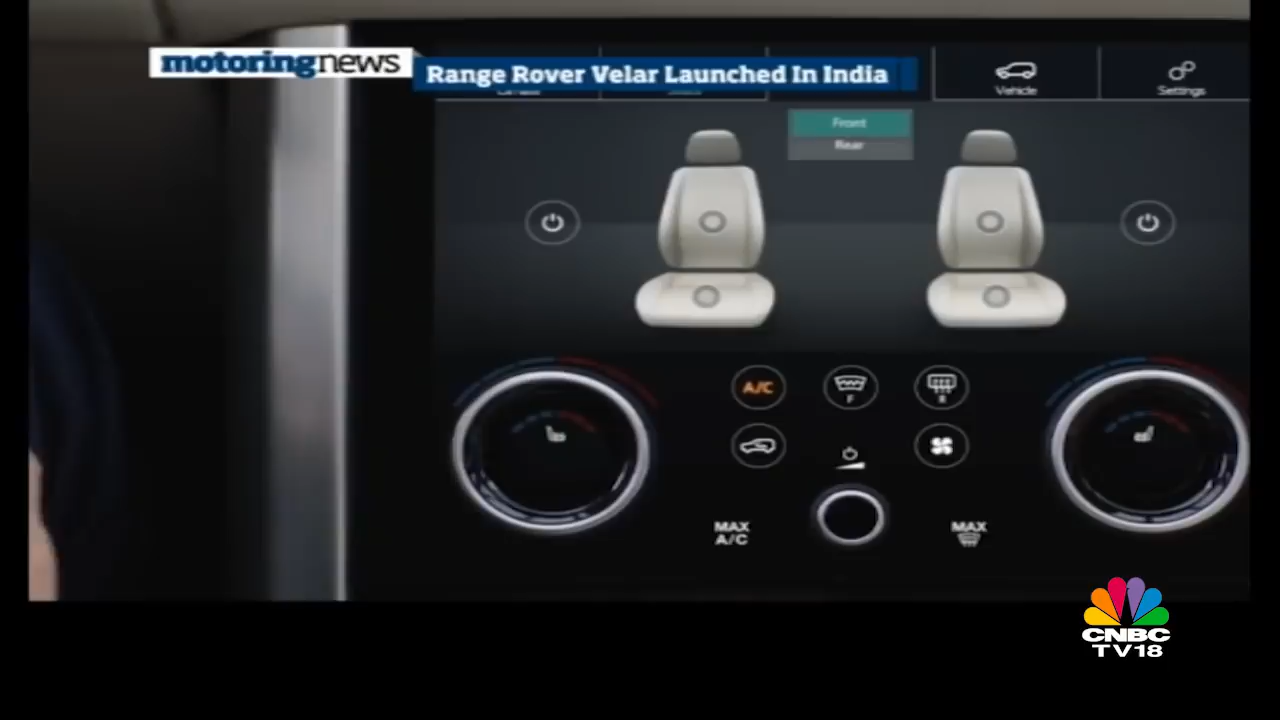 motoringnews
Range Rover Velar Launched In India
Vehicle
Settings
Front
Rear
A/C
F
R
MAX
A/C
MAX
CNBC
TV18